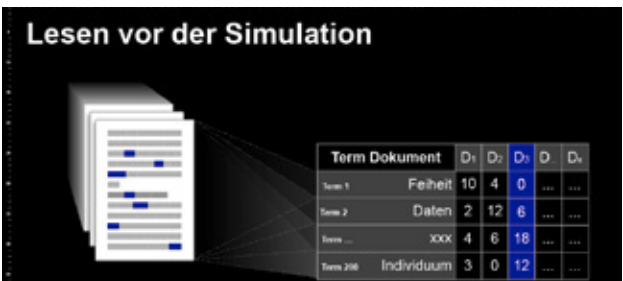 Lesen vor der Simulation
Term Dokument D₁ D₂ D₃ D... Dₙ
Term 1 Feiheit 10 4 0 ... ...
Term 2 Daten 2 12 6 ... ...
Term ... xxx 4 6 18 ... ...
Term 200 Individuum 3 0 12 ... ...